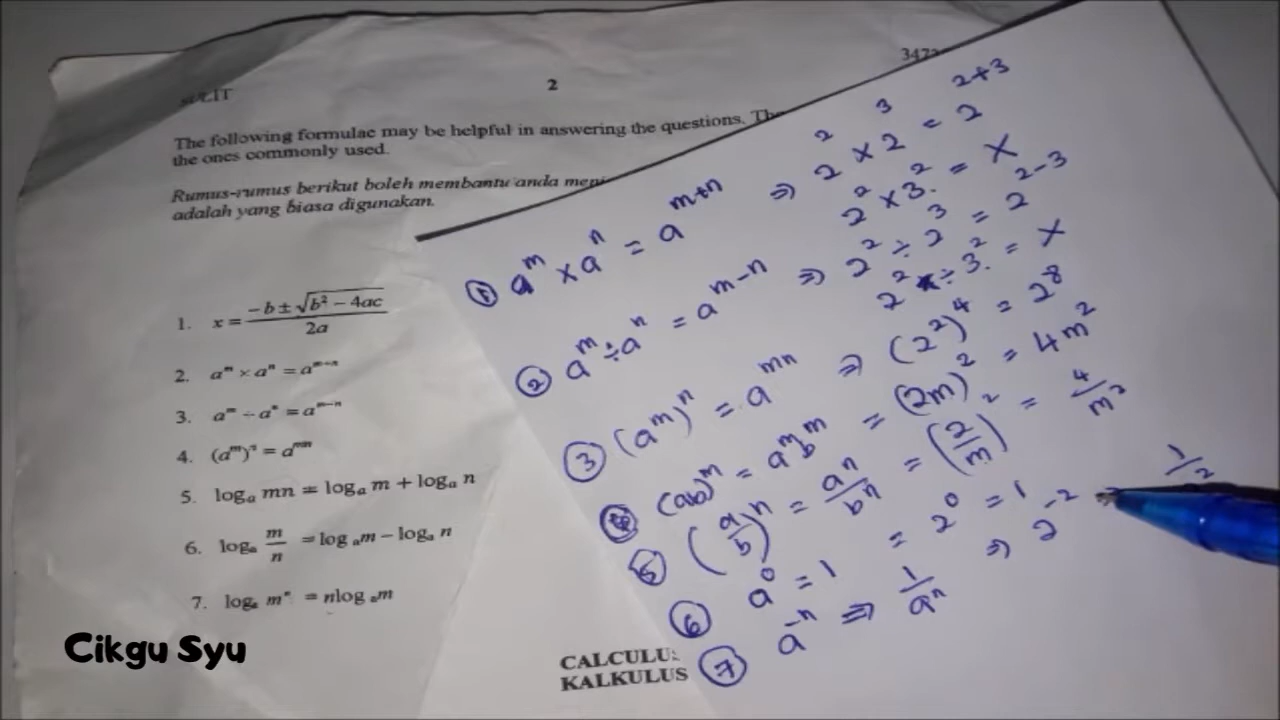 SULIT
2
3472
The following formulae may be helpful in answering the questions. The
the ones commonly used.
Rumus-rumus berikut boleh membantu anda
adalah yang biasa digunakan.
1. x = (-b ± √(b² − 4ac))/2a
2. aᵐ × aⁿ = aᵐ⁺ⁿ
3. aᵐ ÷ aⁿ = aᵐ⁻ⁿ
4. (aᵐ)ⁿ = aᵐⁿ
5. logₐ mn = logₐ m + logₐ n
6. logₐ m/n = logₐ m − logₐ n
7. logₐ mⁿ = n logₐ m
Cikgu Syu
CALCULU
KALKULUS
① aᵐ × aⁿ = aᵐ⁺ⁿ ⇒ 2² × 2³ = 2²⁺³
2² × 3² = X
② aᵐ ÷ aⁿ = aᵐ⁻ⁿ ⇒ 2² ÷ 2³ = 2²⁻³
2² ÷ 3² = X
③ (aᵐ)ⁿ = aᵐⁿ ⇒ (2²)⁴ = 2⁸
④ (ab)ᵐ = aᵐbᵐ = (2m)² = 4m²
⑤ (a/b)ⁿ = aⁿ/bⁿ = (2/m)² = 4/m²
⑥ a⁰ = 1 = 2⁰ = 1
⑦ a⁻ⁿ ⇒ 1/aⁿ ⇒ 2⁻² 1/2